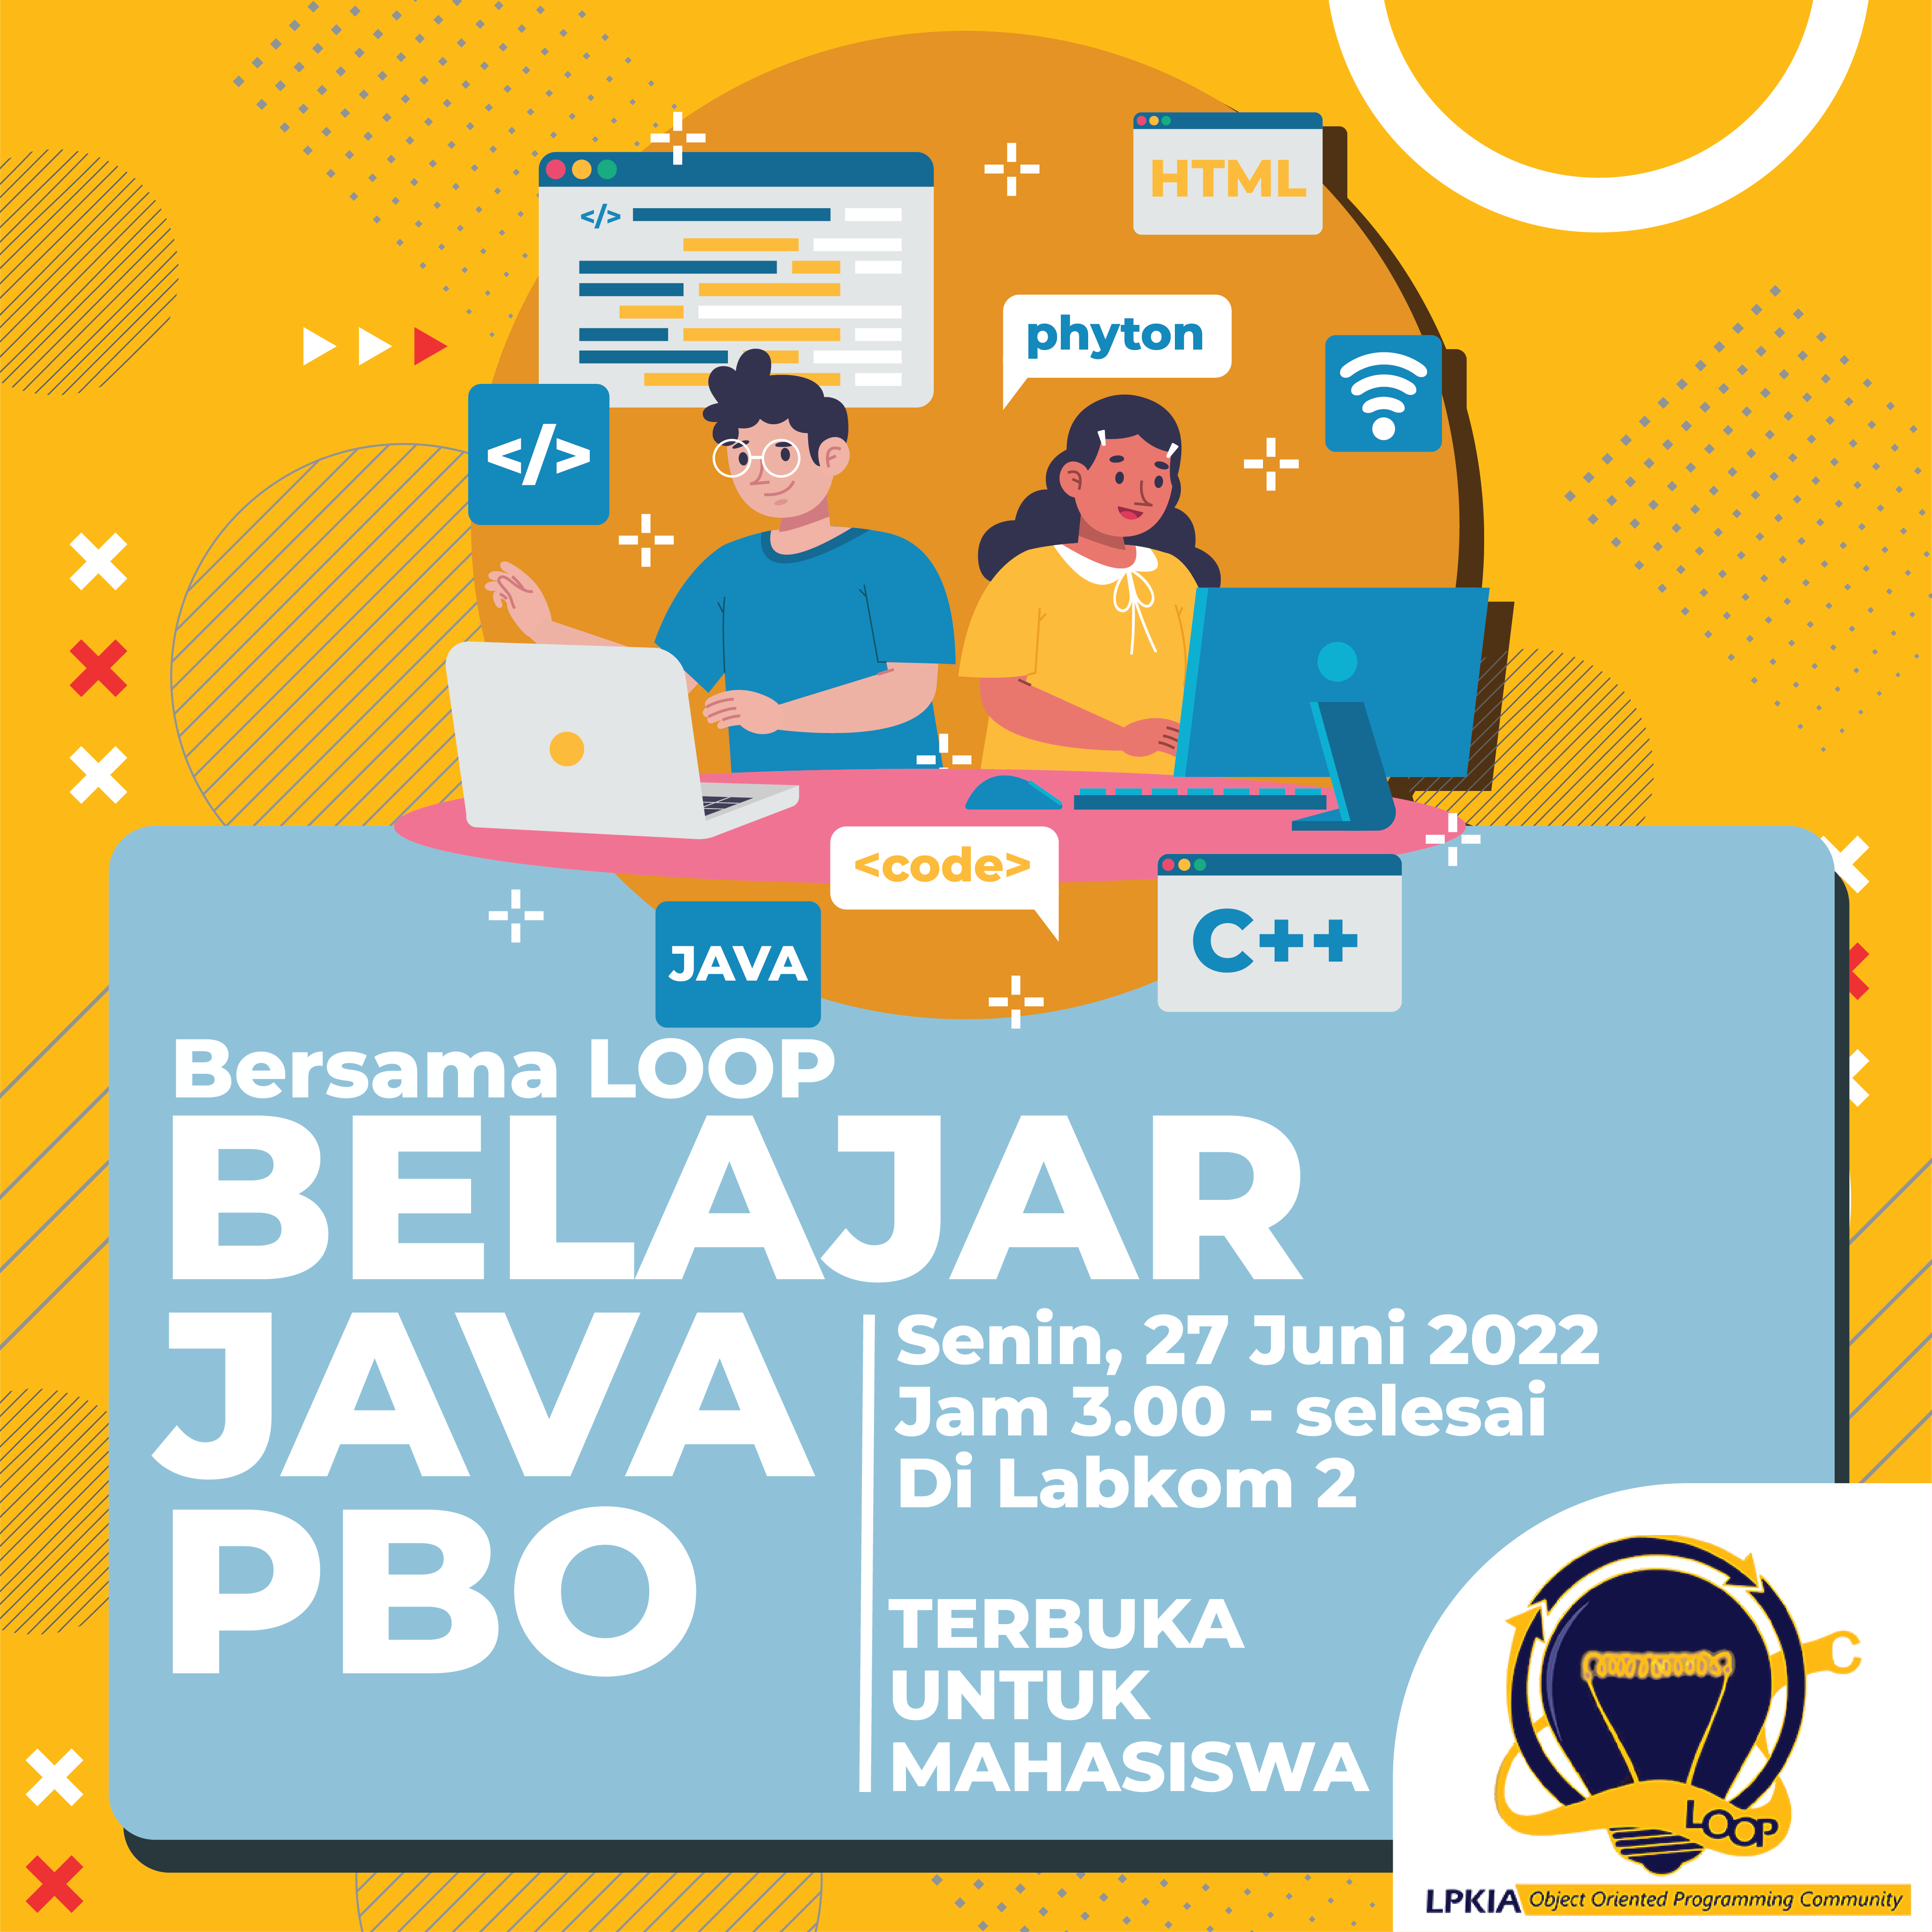 HTML
</>
phyton
</>
<code>
C++
JAVA
Bersama LOOP
BELAJAR
JAVA
PBO
Senin, 27 Juni 2022
Jam 3.00 - selesai
Di Labkom 2
TERBUKA
UNTUK
MAHASISWA
C
LOOP
LPKIA Object Oriented Programming Community